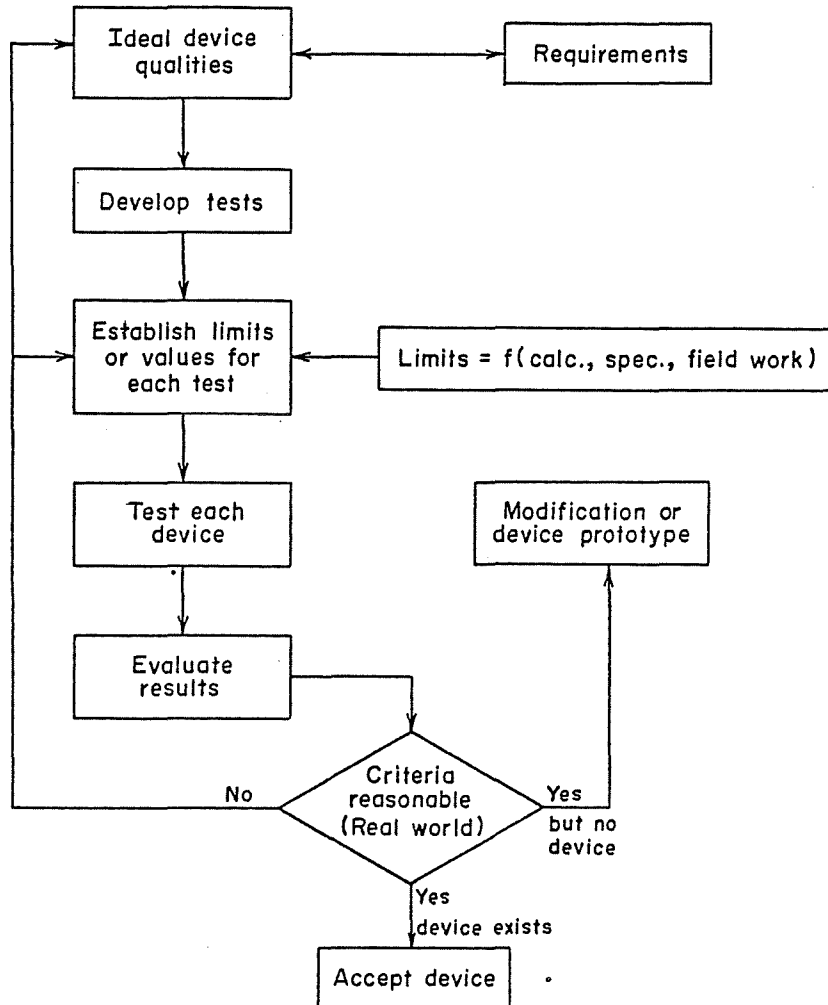 Ideal device
qualities
Requirements
Develop tests
Establish limits
or values for
each test
Limits = f(calc., spec., field work)
Test each
device
Modification or
device prototype
Evaluate
results
Criteria
reasonable
(Real world)
No
Yes
but no
device
Yes
device exists
Accept device